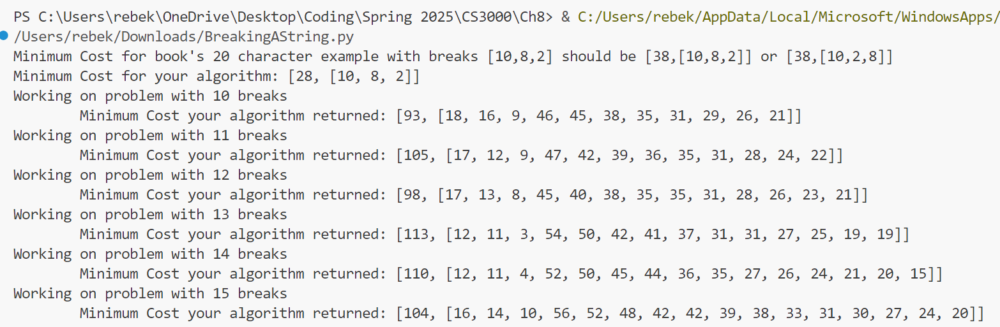 PS C:\Users\rebek\OneDrive\Desktop\Coding\Spring 2025\CS3000\Ch8> & C:/Users/rebek/AppData/Local/Microsoft/WindowsApps/
/Users/rebek/Downloads/BreakingAString.py
Minimum Cost for book's 20 character example with breaks [10,8,2] should be [38,[10,8,2]] or [38,[10,2,8]]
Minimum Cost for your algorithm: [28, [10, 8, 2]]
Working on problem with 10 breaks
Minimum Cost your algorithm returned: [93, [18, 16, 9, 46, 45, 38, 35, 31, 29, 26, 21]]
Working on problem with 11 breaks
Minimum Cost your algorithm returned: [105, [17, 12, 9, 47, 42, 39, 36, 35, 31, 28, 24, 22]]
Working on problem with 12 breaks
Minimum Cost your algorithm returned: [98, [17, 13, 8, 45, 40, 38, 35, 35, 31, 28, 26, 23, 21]]
Working on problem with 13 breaks
Minimum Cost your algorithm returned: [113, [12, 11, 3, 54, 50, 42, 41, 37, 31, 31, 27, 25, 19, 19]]
Working on problem with 14 breaks
Minimum Cost your algorithm returned: [110, [12, 11, 4, 52, 50, 45, 44, 36, 35, 27, 26, 24, 21, 20, 15]]
Working on problem with 15 breaks
Minimum Cost your algorithm returned: [104, [16, 14, 10, 56, 52, 48, 42, 42, 39, 38, 33, 31, 30, 27, 24, 20]]